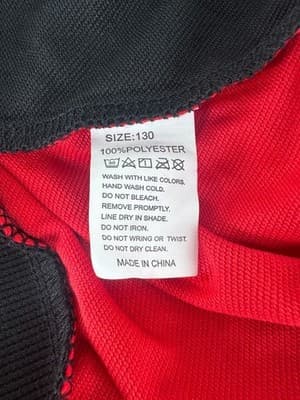 SIZE:130
100%POLYESTER
WASH WITH LIKE COLORS.
HAND WASH COLD.
DO NOT BLEACH.
REMOVE PROMPTLY.
LINE DRY IN SHADE.
DO NOT IRON.
DO NOT WRING OR TWIST.
DO NOT DRY CLEAN.
MADE IN CHINA